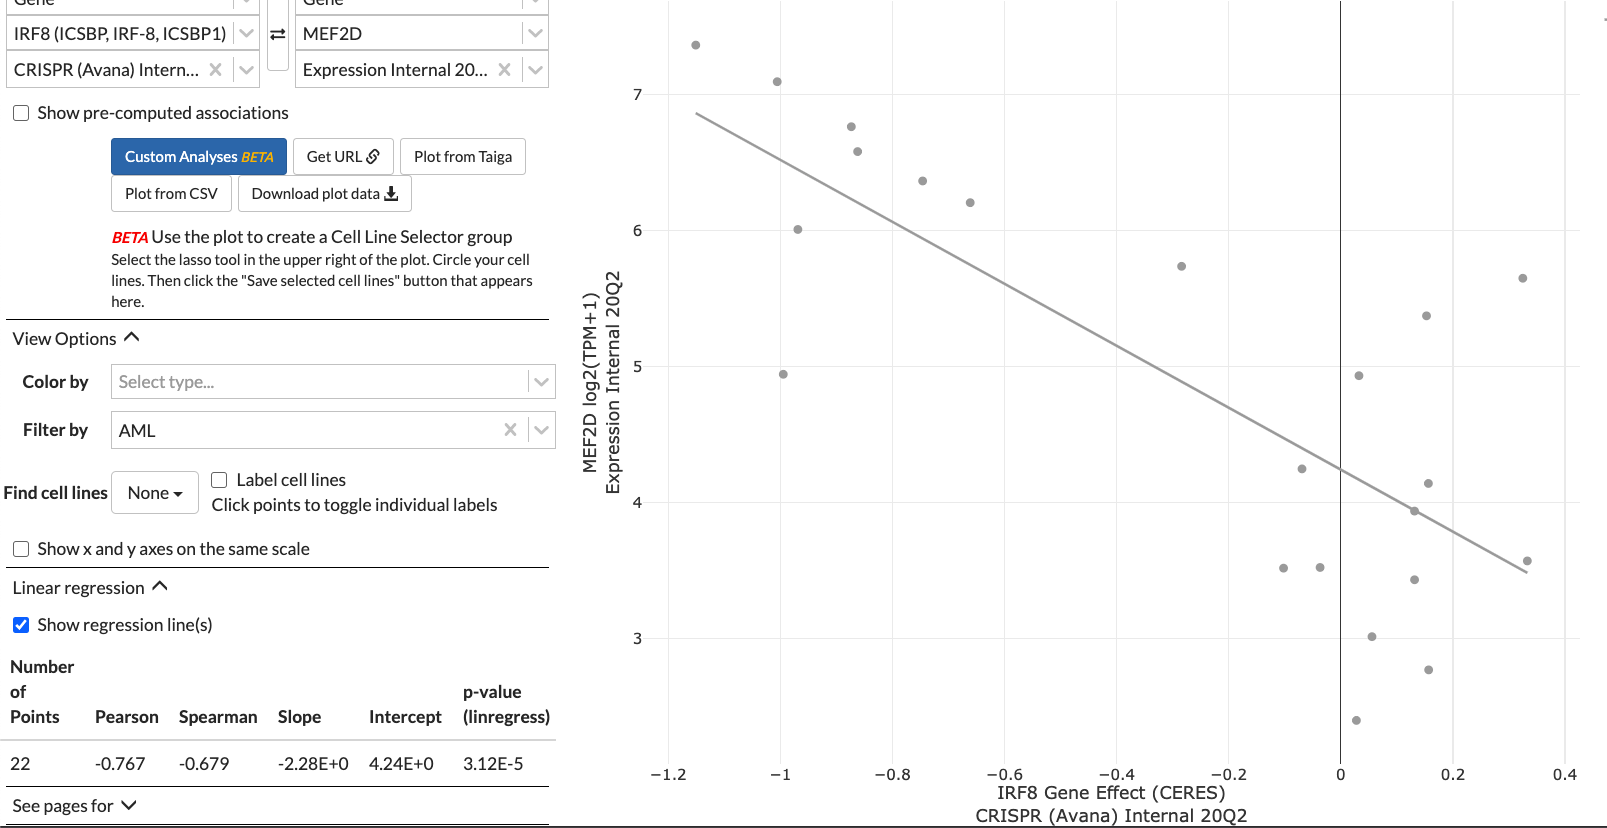 Gene
Gene
IRF8 (ICSBP, IRF-8, ICSBP1)
MEF2D
CRISPR (Avana) Intern...
Expression Internal 20...
Show pre-computed associations
Custom Analyses BETA
Get URL
Plot from Taiga
Plot from CSV
Download plot data
BETA Use the plot to create a Cell Line Selector group
Select the lasso tool in the upper right of the plot. Circle your cell
lines. Then click the "Save selected cell lines" button that appears
here.
View Options
Color by
Select type...
Filter by
AML
Find cell lines
None
Label cell lines
Click points to toggle individual labels
Show x and y axes on the same scale
Linear regression
Show regression line(s)
Number
of
Points
Pearson
Spearman
Slope
Intercept
p-value
(linregress)
22
-0.767
-0.679
-2.28E+0
4.24E+0
3.12E-5
See pages for
MEF2D log2(TPM+1)
Expression Internal 20Q2
7
6
5
4
3
−1.2
−1
−0.8
−0.6
−0.4
−0.2
0
0.2
0.4
IRF8 Gene Effect (CERES)
CRISPR (Avana) Internal 20Q2